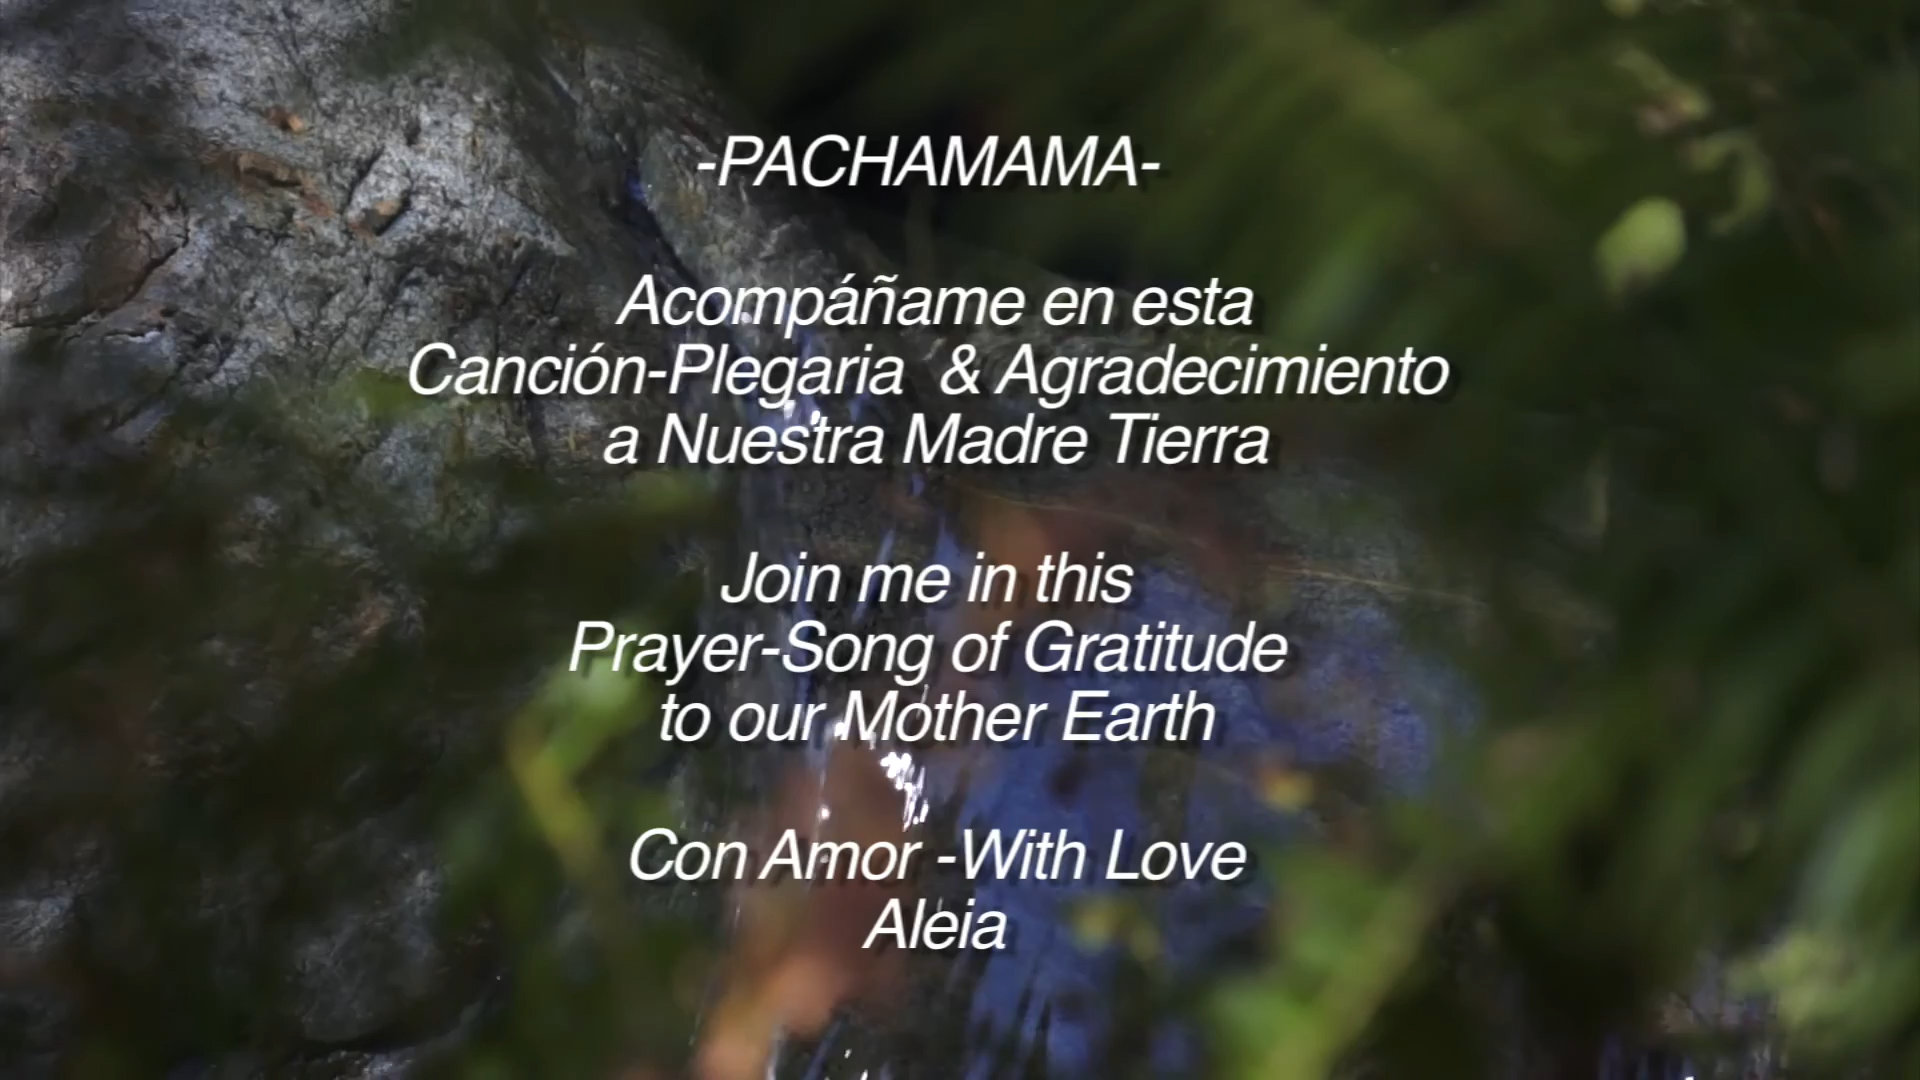 -PACHAMAMA-
Acompáñame en esta
Canción-Plegaria & Agradecimiento
a Nuestra Madre Tierra
Join me in this
Prayer-Song of Gratitude
to our Mother Earth
Con Amor -With Love
Aleia